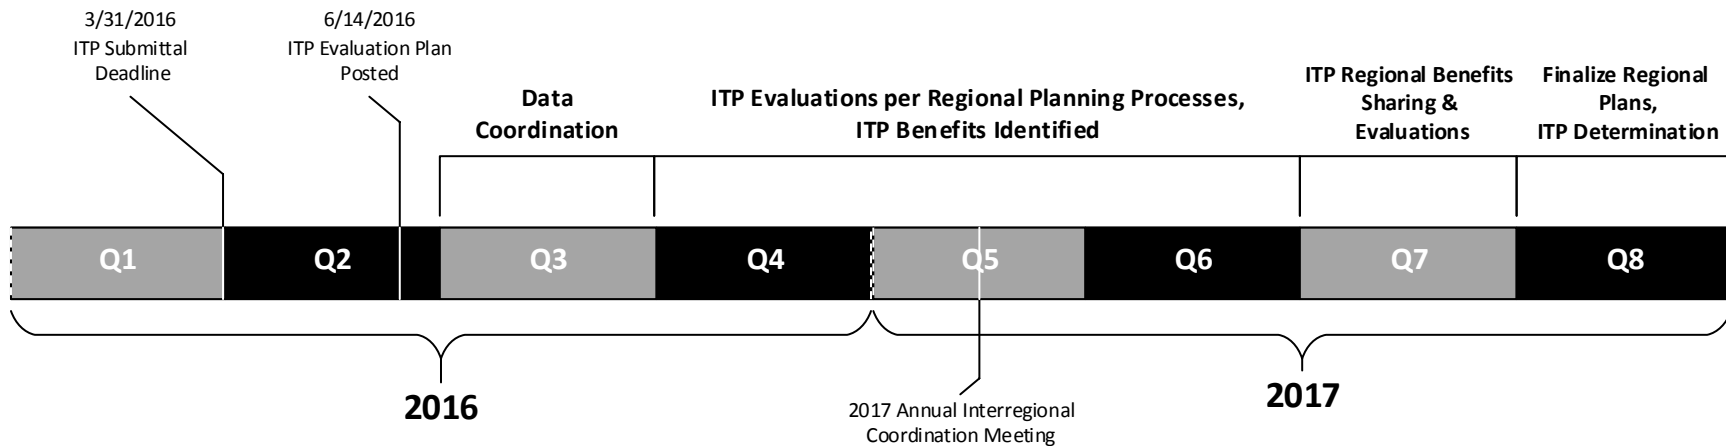 3/31/2016
ITP Submittal
Deadline
6/14/2016
ITP Evaluation Plan
Posted
Data
Coordination
ITP Evaluations per Regional Planning Processes,
ITP Benefits Identified
ITP Regional Benefits
Sharing &
Evaluations
Finalize Regional
Plans,
ITP Determination
Q1
Q2
Q3
Q4
Q5
Q6
Q7
Q8
2016
2017 Annual Interregional
Coordination Meeting
2017